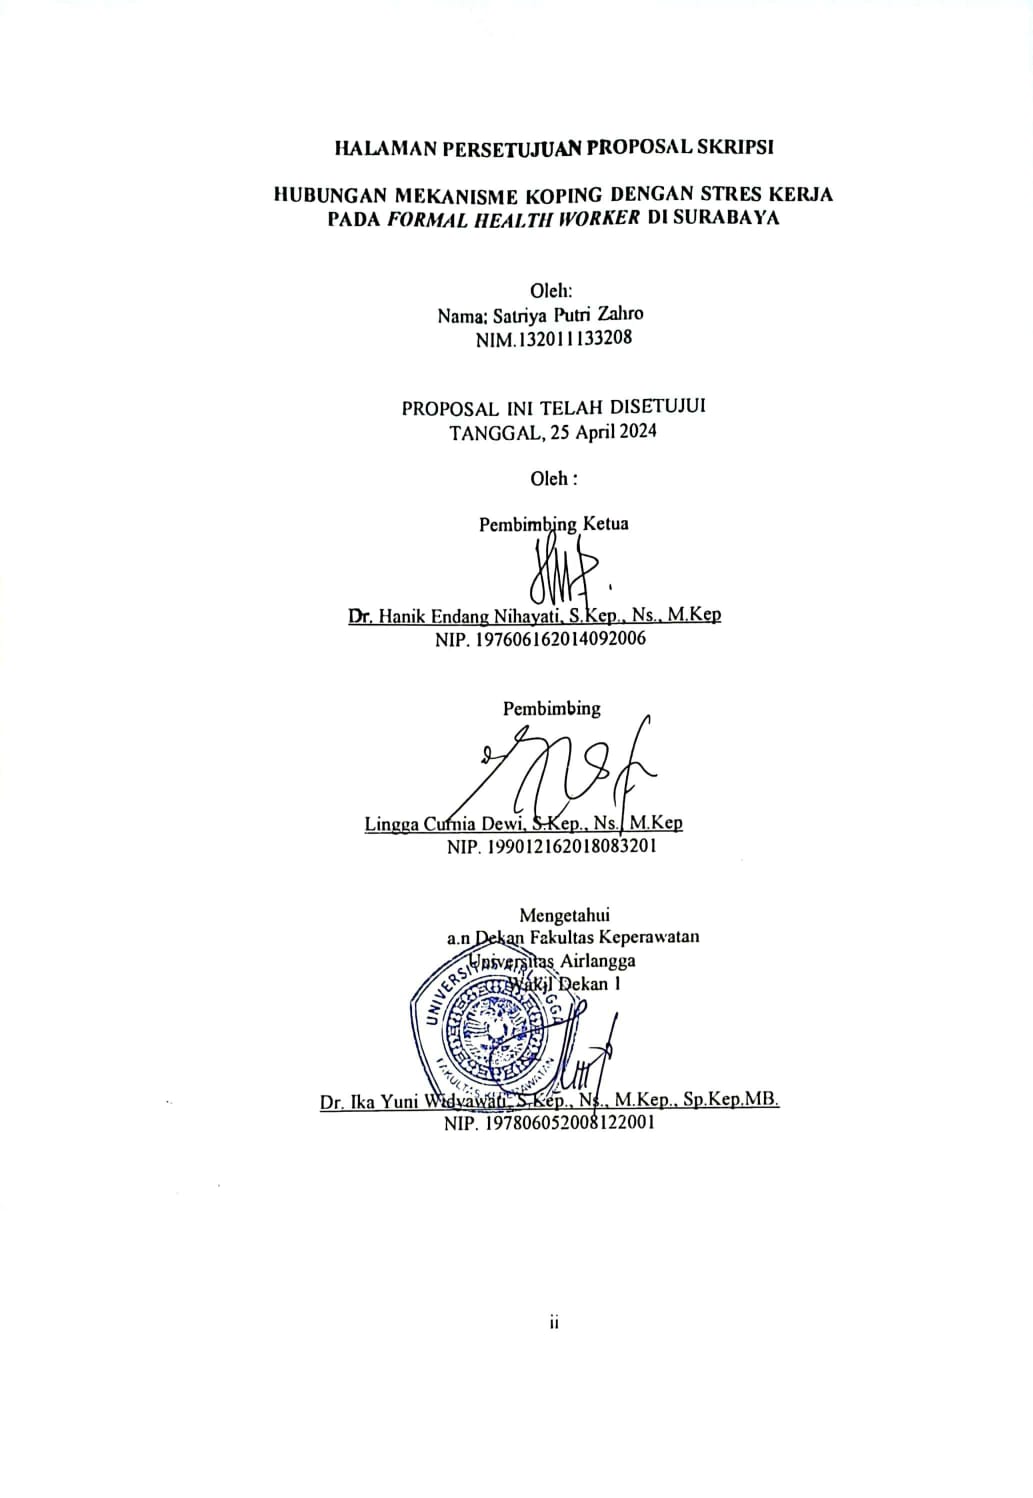 HALAMAN PERSETUJUAN PROPOSAL SKRIPSI
HUBUNGAN MEKANISME KOPING DENGAN STRES KERJA
PADA FORMAL HEALTH WORKER DI SURABAYA
Oleh:
Nama: Satriya Putri Zahro
NIM.132011133208
PROPOSAL INI TELAH DISETUJUI
TANGGAL, 25 April 2024
Oleh :
Pembimbing Ketua
Dr. Hanik Endang Nihayati, S.Kep., Ns., M.Kep
NIP. 197606162014092006
Pembimbing
Lingga Curnia Dewi, S.Kep., Ns., M.Kep
NIP. 199012162018083201
Mengetahui
a.n Dekan Fakultas Keperawatan
Universitas Airlangga
Wakil Dekan 1
UNIVERSITAS AIRLANGGA
FAKULTAS KEPERAWATAN
Dr. Ika Yuni Widyawati, S.Kep., Ns., M.Kep., Sp.Kep.MB.
NIP. 197806052008122001
ii